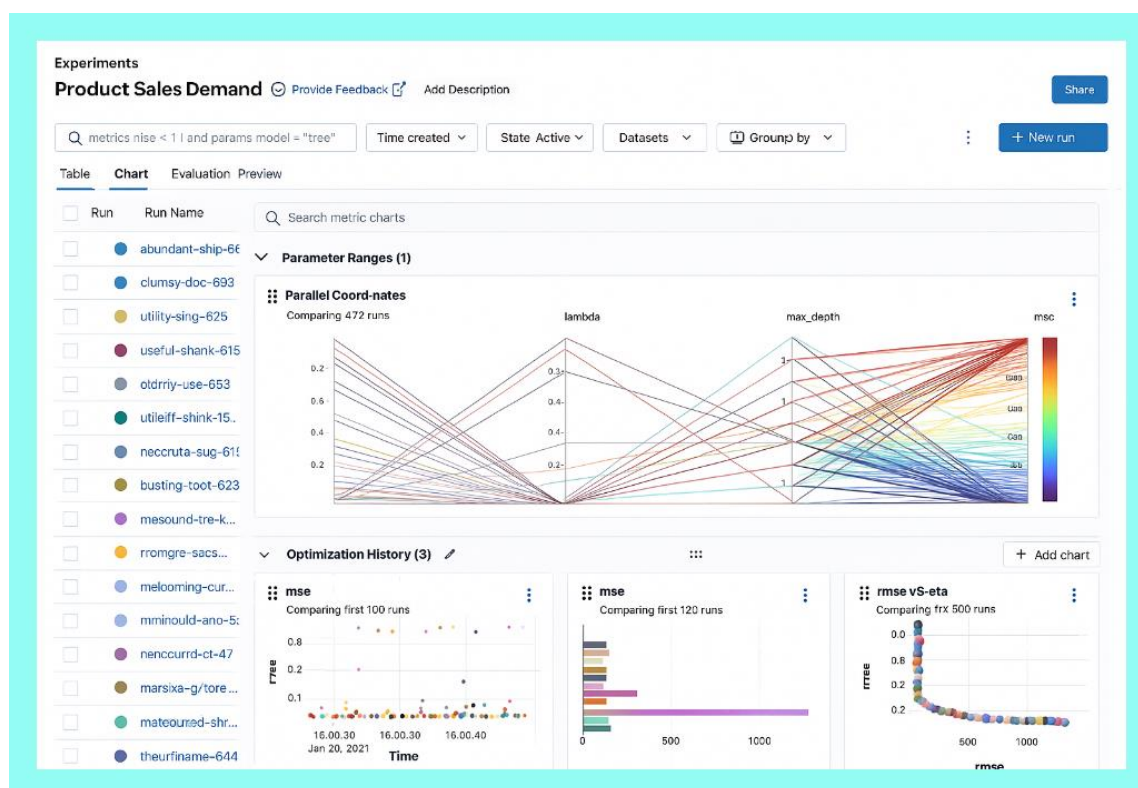 Experiments
Product Sales Demand Provide Feedback Add Description
Share
metrics nise < 1 l and params model = "tree"
Time created
State Active
Datasets
Grounp by
+ New run
Table Chart Evaluation Preview
Run Run Name
Search metric charts
abundant-ship-66
Parameter Ranges (1)
clumsy-doc-693
Parallel Coord-nates
Comparing 472 runs
lambda
max_depth
msc
utility-sing-625
useful-shank-615
otdrriy-use-653
utileiff-shink-15..
neccruta-sug-615
busting-toot-623
mesound-tre-k...
rromgre-sacs...
melooming-cur...
mminould-ano-5:
nenccurrd-ct-47
marsixa-g/tore...
mateoured-shr...
theurfiname-644
0.2
0.6
0.4
0.2
0.3
0.4
0.4
0.2
1
1
1
Optimization History (3)
+ Add chart
mse
Comparing first 100 runs
0.8
0.2
0.1
16.00.30 16.00.30 16.00.40
Jan 20, 2021
Time
mse
Comparing first 120 runs
0 500 1000
rmse vS-eta
Comparing frx 500 runs
0.0
0.8
0.2
0.2
500 1000
rmse